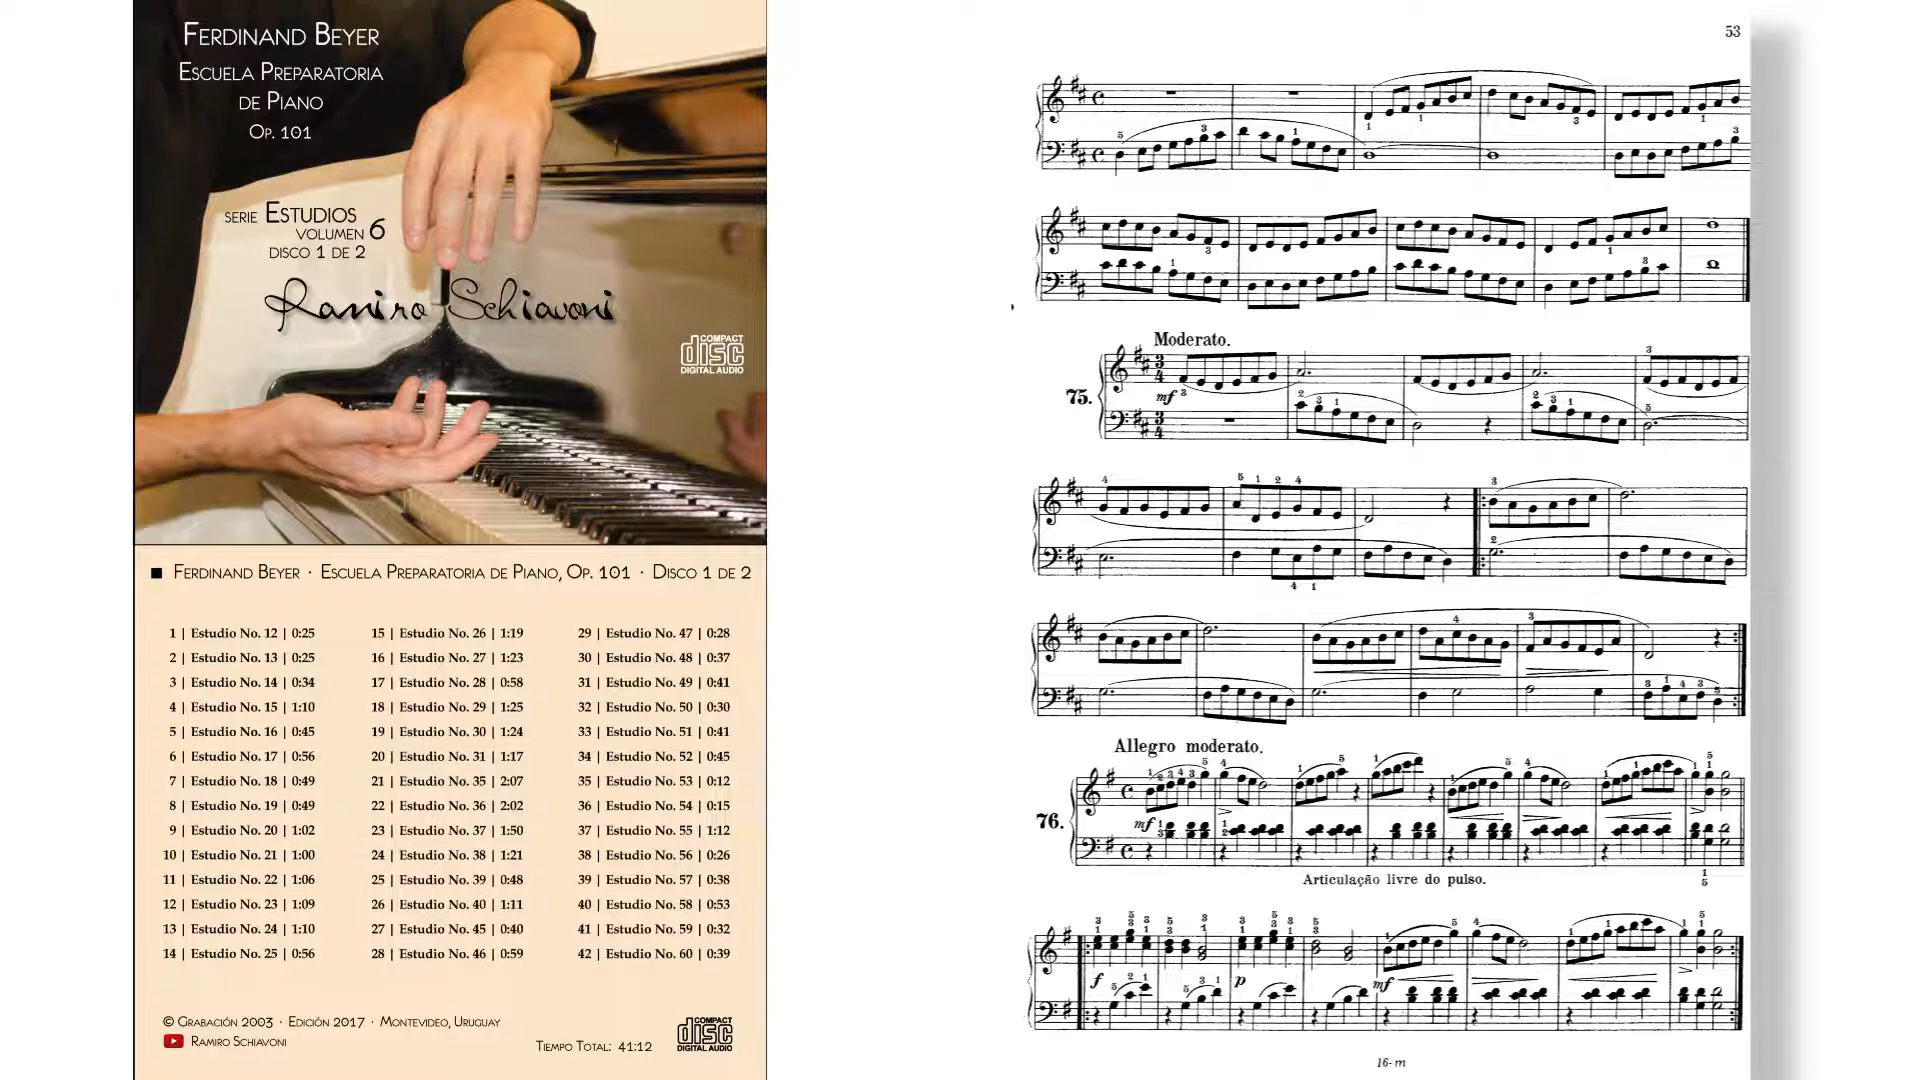 FERDINAND BEYER
ESCUELA PREPARATORIA
DE PIANO
OP. 101
SERIE ESTUDIOS
VOLUMEN 6
DISCO 1 DE 2
Ramiro Schiavoni
COMPACT
disc
DIGITAL AUDIO
■ FERDINAND BEYER · ESCUELA PREPARATORIA DE PIANO, OP. 101 · DISCO 1 DE 2
1 | Estudio No. 12 | 0:25
2 | Estudio No. 13 | 0:25
3 | Estudio No. 14 | 0:34
4 | Estudio No. 15 | 1:10
5 | Estudio No. 16 | 0:45
6 | Estudio No. 17 | 0:56
7 | Estudio No. 18 | 0:49
8 | Estudio No. 19 | 0:49
9 | Estudio No. 20 | 1:02
10 | Estudio No. 21 | 1:00
11 | Estudio No. 22 | 1:06
12 | Estudio No. 23 | 1:09
13 | Estudio No. 24 | 1:10
14 | Estudio No. 25 | 0:56
15 | Estudio No. 26 | 1:19
16 | Estudio No. 27 | 1:23
17 | Estudio No. 28 | 0:58
18 | Estudio No. 29 | 1:25
19 | Estudio No. 30 | 1:24
20 | Estudio No. 31 | 1:17
21 | Estudio No. 35 | 2:07
22 | Estudio No. 36 | 2:02
23 | Estudio No. 37 | 1:50
24 | Estudio No. 38 | 1:21
25 | Estudio No. 39 | 0:48
26 | Estudio No. 40 | 1:11
27 | Estudio No. 45 | 0:40
28 | Estudio No. 46 | 0:59
29 | Estudio No. 47 | 0:28
30 | Estudio No. 48 | 0:37
31 | Estudio No. 49 | 0:41
32 | Estudio No. 50 | 0:30
33 | Estudio No. 51 | 0:41
34 | Estudio No. 52 | 0:45
35 | Estudio No. 53 | 0:12
36 | Estudio No. 54 | 0:15
37 | Estudio No. 55 | 1:12
38 | Estudio No. 56 | 0:26
39 | Estudio No. 57 | 0:38
40 | Estudio No. 58 | 0:53
41 | Estudio No. 59 | 0:32
42 | Estudio No. 60 | 0:39
© GRABACIÓN 2003 · EDICIÓN 2017 · MONTEVIDEO, URUGUAY
RAMIRO SCHIAVONI
TIEMPO TOTAL: 41:12
COMPACT
disc
DIGITAL AUDIO
53
Moderato.
75.
mf
Allegro moderato.
76.
mf
Articulação livre do pulso.
f
p
mf
16-m